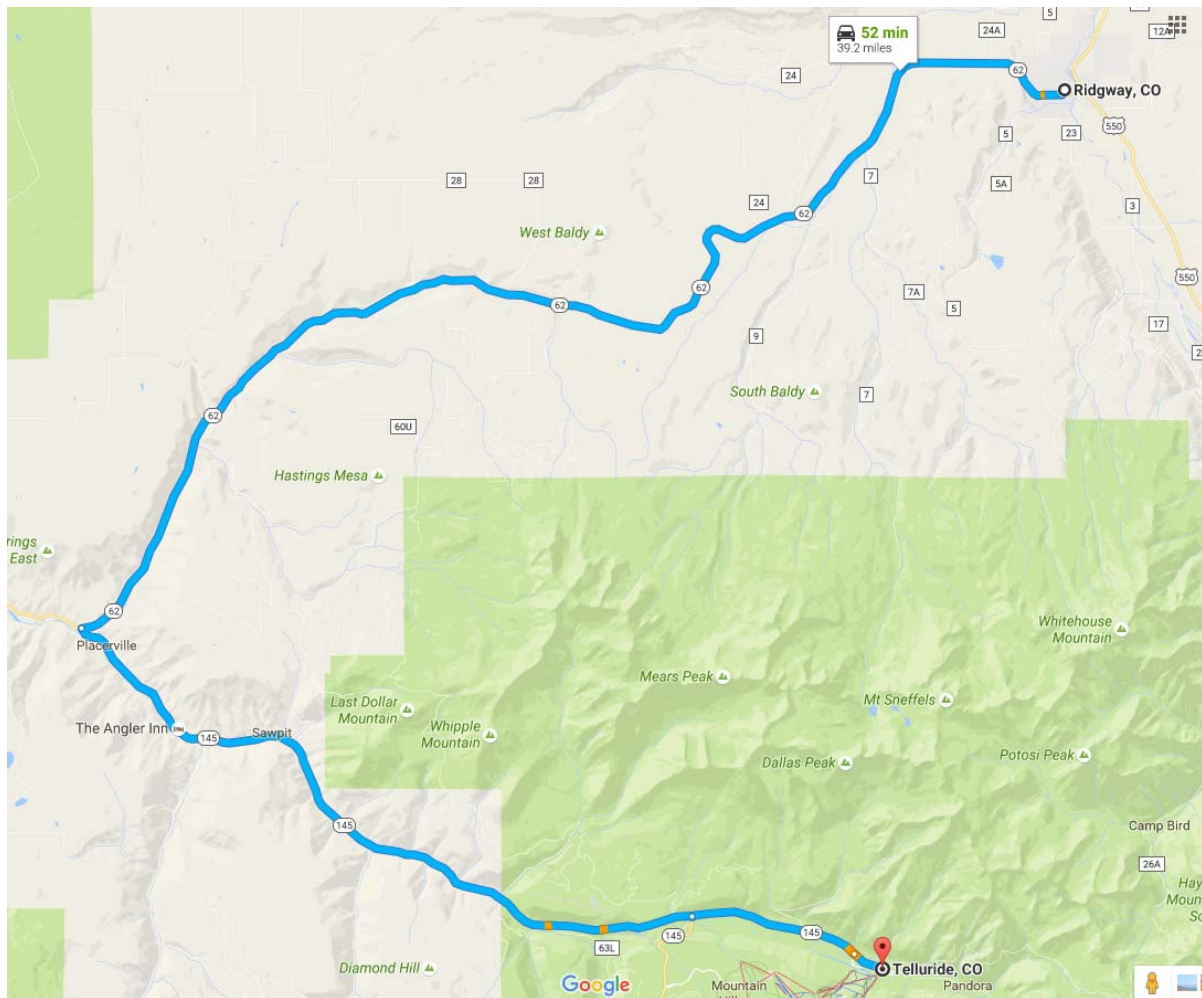 5
24A
12A
52 min
39.2 miles
62
24
Ridgway, CO
550
5
23
28
28
7
5A
24
3
62
West Baldy
62
550
7A
62
5
17
9
South Baldy
7
62
60U
Hastings Mesa
rings
East
62
Placerville
Whitehouse
Mountain
Mears Peak
Mt Sneffels
Last Dollar
Mountain
Whipple
Mountain
The Angler Inn
145
Sawpit
Potosi Peak
Dallas Peak
145
Camp Bird
26A
145
145
63L
Diamond Hill
Telluride, CO
Google
Mountain
Pandora